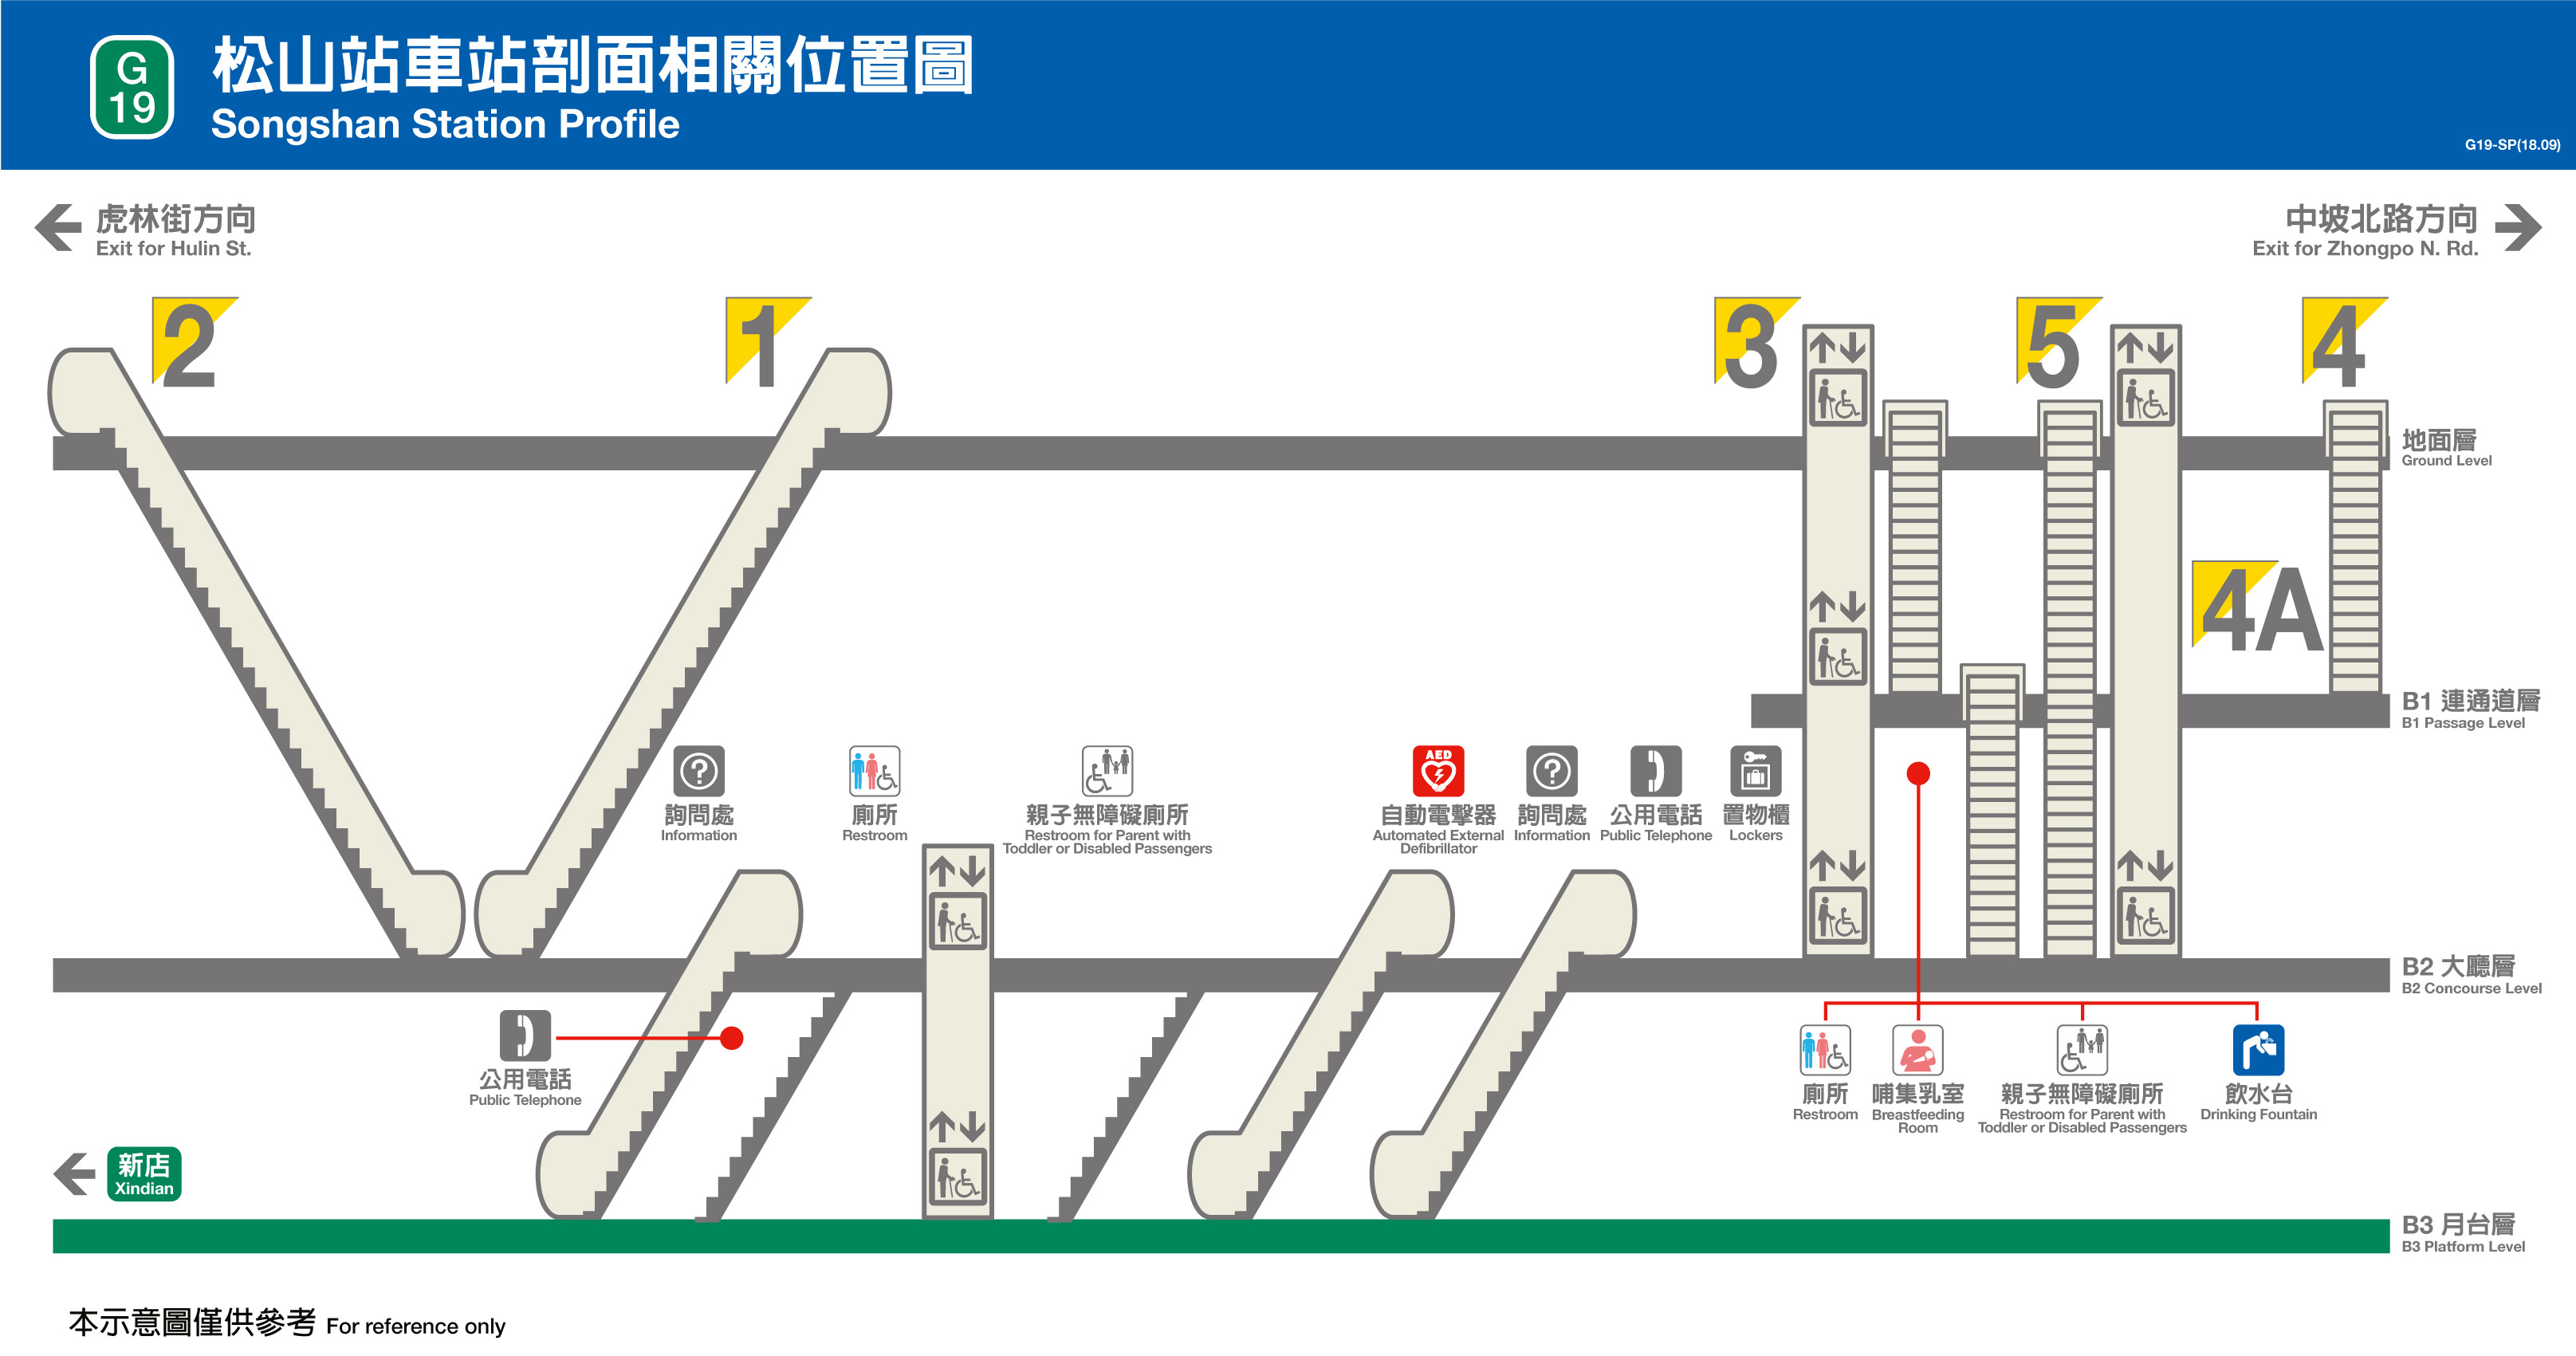 G
19
松山站車站剖面相關位置圖
Songshan Station Profile
G19-SP(18.09)
虎林街方向
Exit for Hulin St.
中坡北路方向
Exit for Zhongpo N. Rd.
2
1
3
5
4
地面層
Ground Level
4A
B1 連通道層
B1 Passage Level
詢問處
Information
廁所
Restroom
親子無障礙廁所
Restroom for Parent with
Toddler or Disabled Passengers
AED
自動電擊器
Automated External
Defibrillator
詢問處
Information
公用電話
Public Telephone
置物櫃
Lockers
B2 大廳層
B2 Concourse Level
公用電話
Public Telephone
廁所
Restroom
哺集乳室
Breastfeeding
Room
親子無障礙廁所
Restroom for Parent with
Toddler or Disabled Passengers
飲水台
Drinking Fountain
新店
Xindian
B3 月台層
B3 Platform Level
本示意圖僅供參考 For reference only